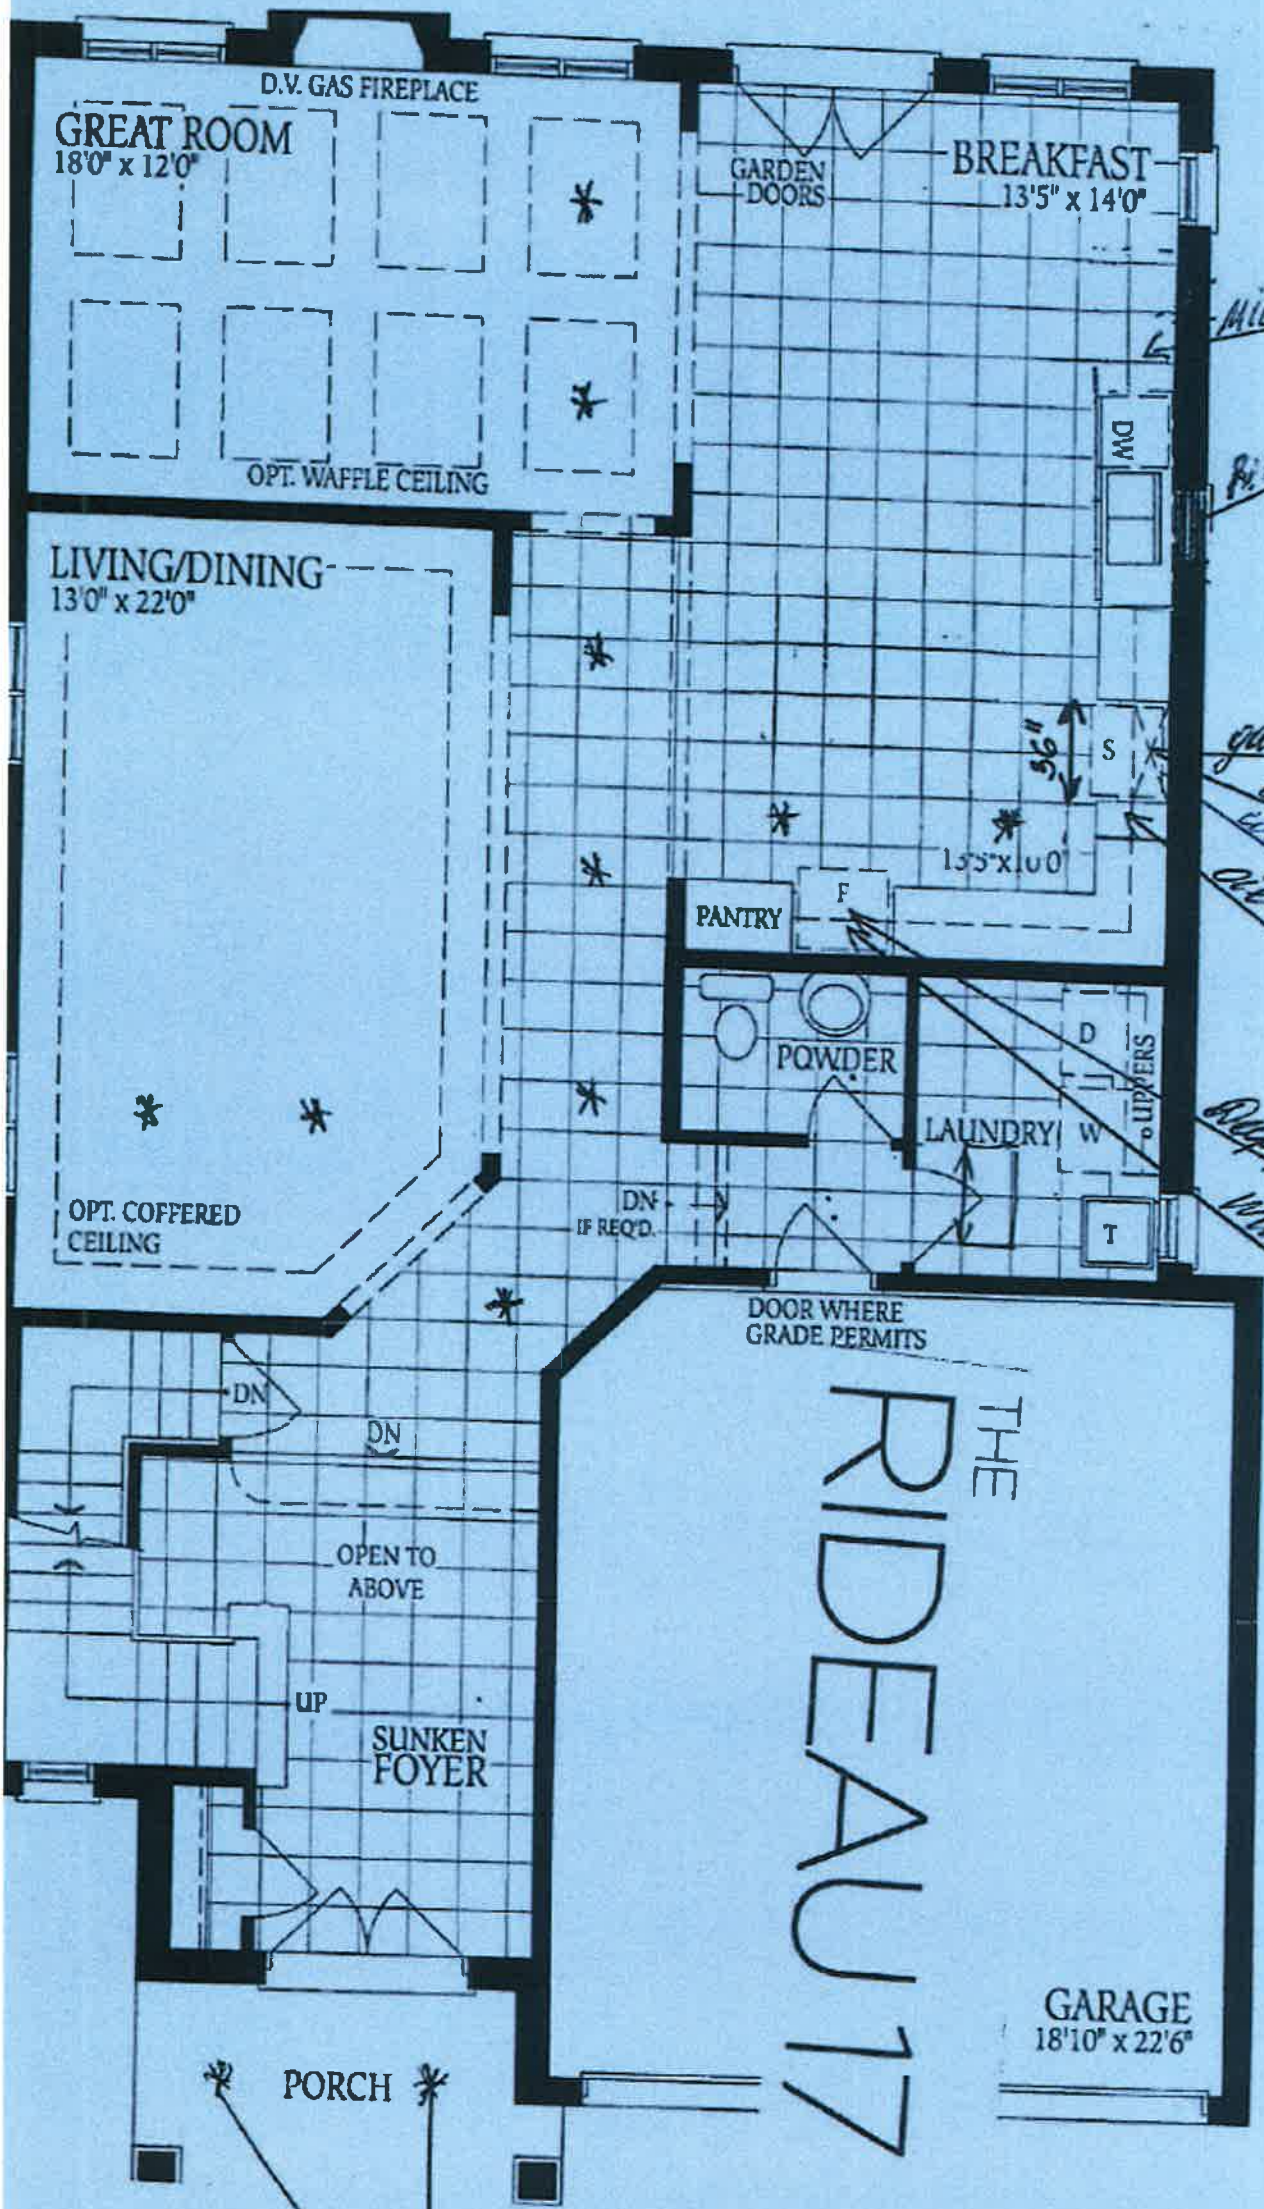 D.V. GAS FIREPLACE
GREAT ROOM
18'0" x 12'0"
GARDEN
DOORS
BREAKFAST
13'5" x 14'0"
OPT. WAFFLE CEILING
DW
LIVING/DINING
13'0" x 22'0"
36"
S
PANTRY
F
POWDER
D
UPPERS
LAUNDRY
W
DN
IF REQ'D.
T
OPT. COFFERED
CEILING
DOOR WHERE
GRADE PERMITS
DN
DN
THE
RIDEAU 17
OPEN TO
ABOVE
UP
SUNKEN
FOYER
GARAGE
18'10" x 22'6"
PORCH